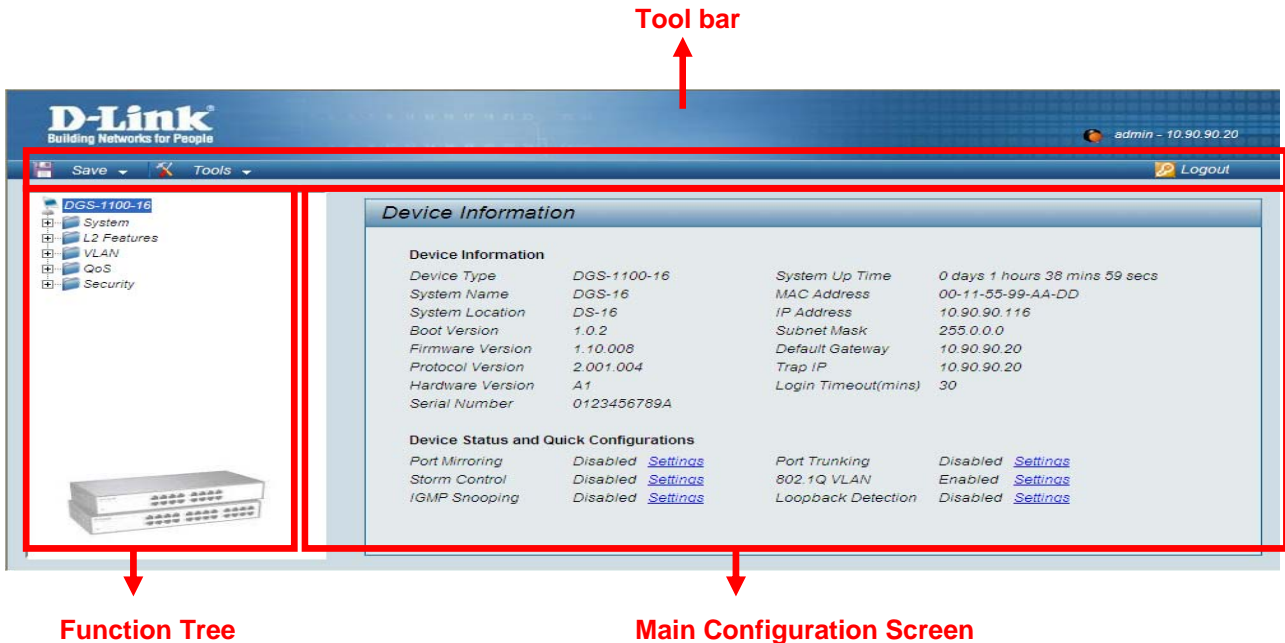 Tool bar
D-Link
Building Networks for People
admin - 10.90.90.20
Save Tools Logout
DGS-1100-16
System
L2 Features
VLAN
QoS
Security
Device Information
Device Information
Device Type DGS-1100-16 System Up Time 0 days 1 hours 38 mins 59 secs
System Name DGS-16 MAC Address 00-11-55-99-AA-DD
System Location DS-16 IP Address 10.90.90.116
Boot Version 1.0.2 Subnet Mask 255.0.0.0
Firmware Version 1.10.008 Default Gateway 10.90.90.20
Protocol Version 2.001.004 Trap IP 10.90.90.20
Hardware Version A1 Login Timeout(mins) 30
Serial Number 0123456789A
Device Status and Quick Configurations
Port Mirroring Disabled Settings Port Trunking Disabled Settings
Storm Control Disabled Settings 802.1Q VLAN Enabled Settings
IGMP Snooping Disabled Settings Loopback Detection Disabled Settings
Function Tree Main Configuration Screen